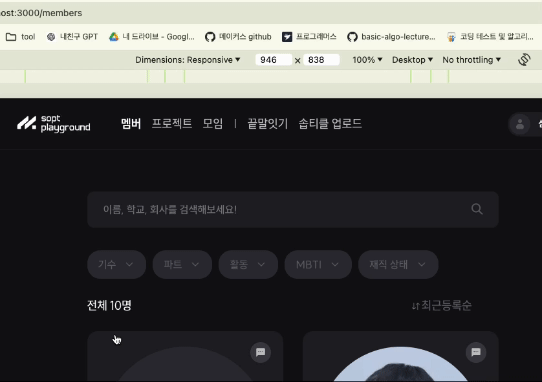 ost:3000/members
tool 내친구 GPT 내 드라이브 - Googl... 메이커스 github 프로그래머스 basic-algo-lecture... 코딩 테스트 및 알고리...
Dimensions: Responsive ▼ 946 x 838 100% ▼ Desktop ▼ No throttling ▼
sopt
playground
멤버 프로젝트 모임 | 끝말잇기 솝티클 업로드
이름, 학교, 회사를 검색해보세요!
기수 파트 활동 MBTI 재직 상태
전체 10명 최근등록순